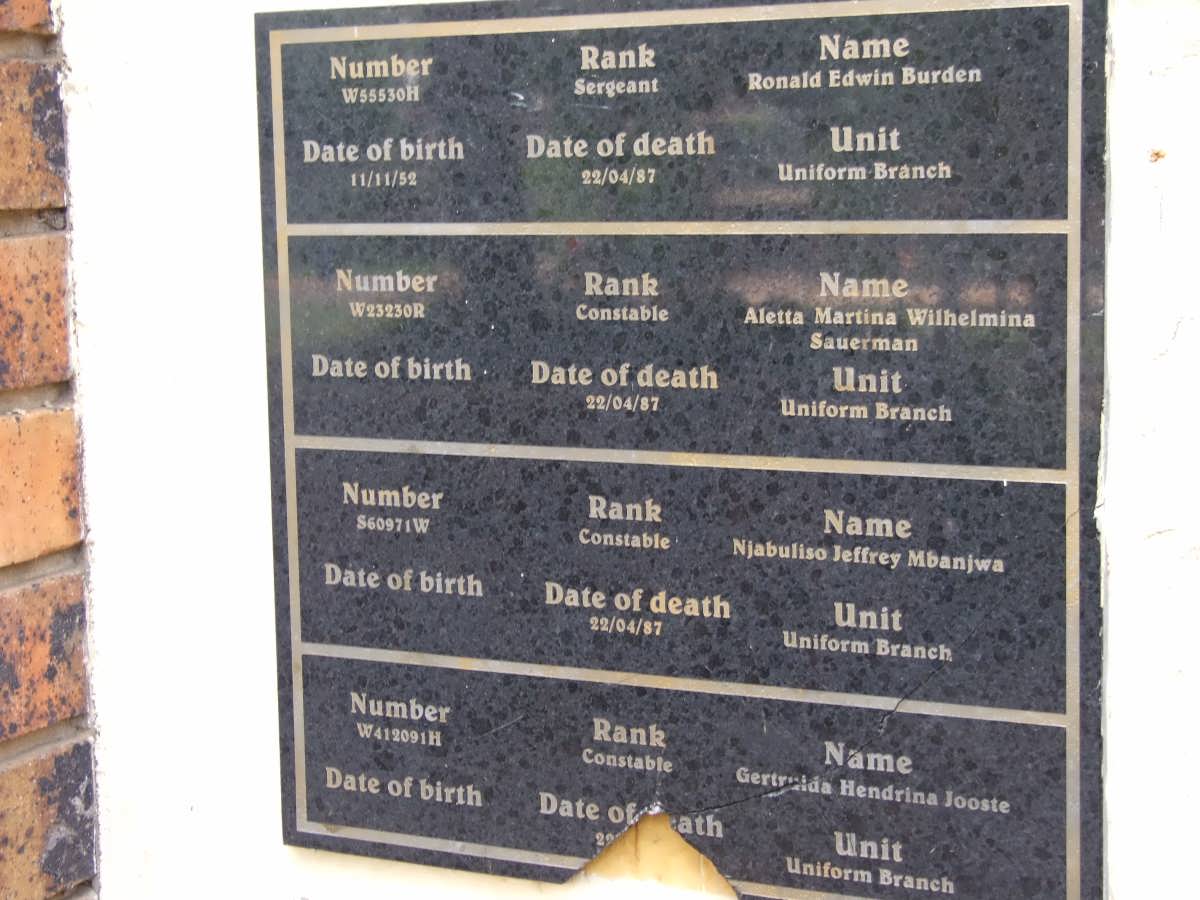 Number Rank Name
W55530H Sergeant Ronald Edwin Burden
Date of birth Date of death Unit
11/11/52 22/04/87 Uniform Branch
Number Rank Name
W23230R Constable Aletta Martina Wilhelmina
Sauerman
Date of birth Date of death Unit
22/04/87 Uniform Branch
Number Rank Name
S60971W Constable Njabuliso Jeffrey Mbanjwa
Date of birth Date of death Unit
22/04/87 Uniform Branch
Number Rank Name
W412091H Constable Gertruida Hendrina Jooste
Date of birth Date of death Unit
Uniform Branch